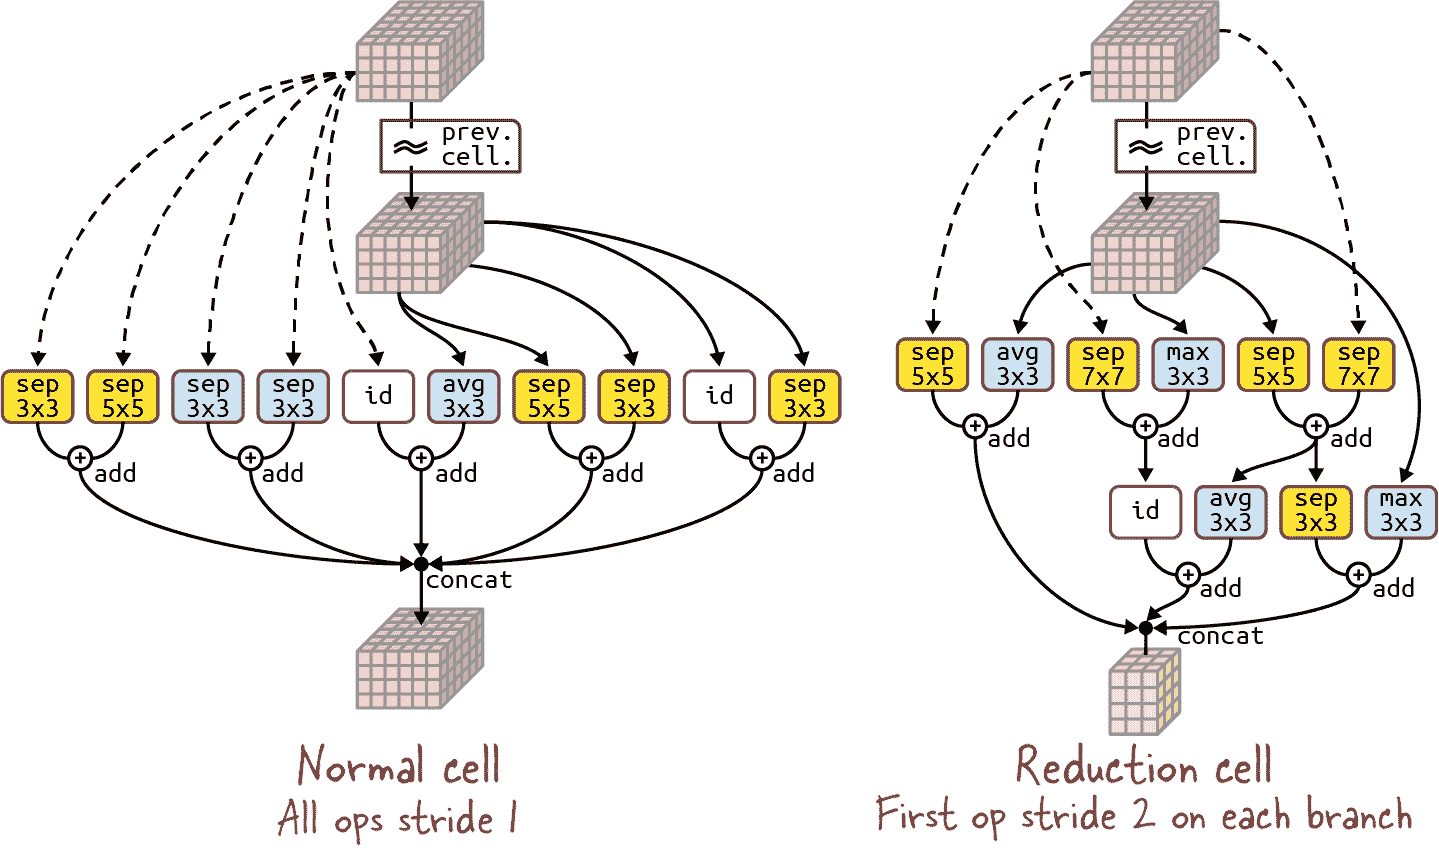 prev.
cell.
sep
3x3
sep
5x5
sep
3x3
sep
3x3
id
avg
3x3
sep
5x5
sep
3x3
id
sep
3x3
add
add
add
add
add
concat
Normal cell
All ops stride 1
prev.
cell.
sep
5x5
avg
3x3
sep
7x7
max
3x3
sep
5x5
sep
7x7
add
add
add
id
avg
3x3
sep
3x3
max
3x3
add
add
concat
Reduction cell
First op stride 2 on each branch